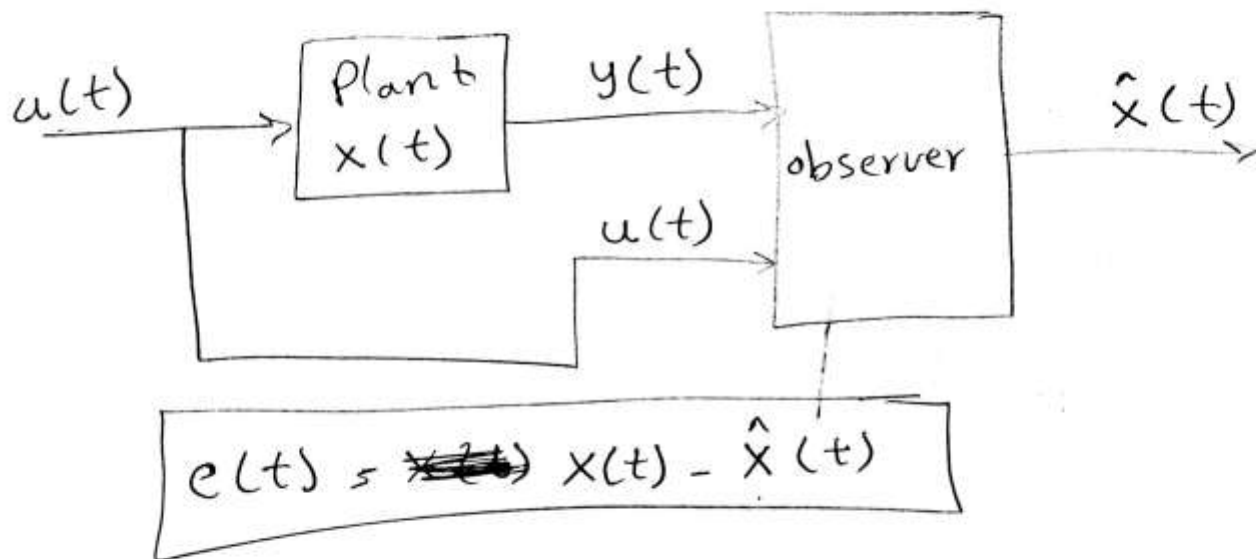 u(t)
Plant
x(t)
y(t)
u(t)
observer
x̂(t)
e(t) = x(t) - x̂(t)